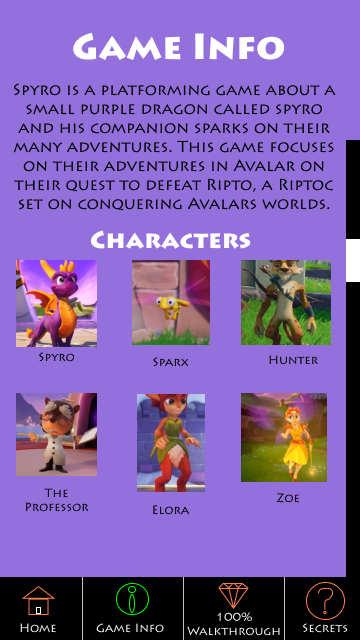 Game Info
Spyro is a platforming game about a
small purple dragon called spyro
and his companion sparks on their
many adventures. This game focuses
on their adventures in Avalar on
their quest to defeat Ripto, a Riptoc
set on conquering Avalars worlds.
Characters
Spyro
Sparx
Hunter
The
Professor
Elora
Zoe
Home
Game Info
100%
Walkthrough
Secrets